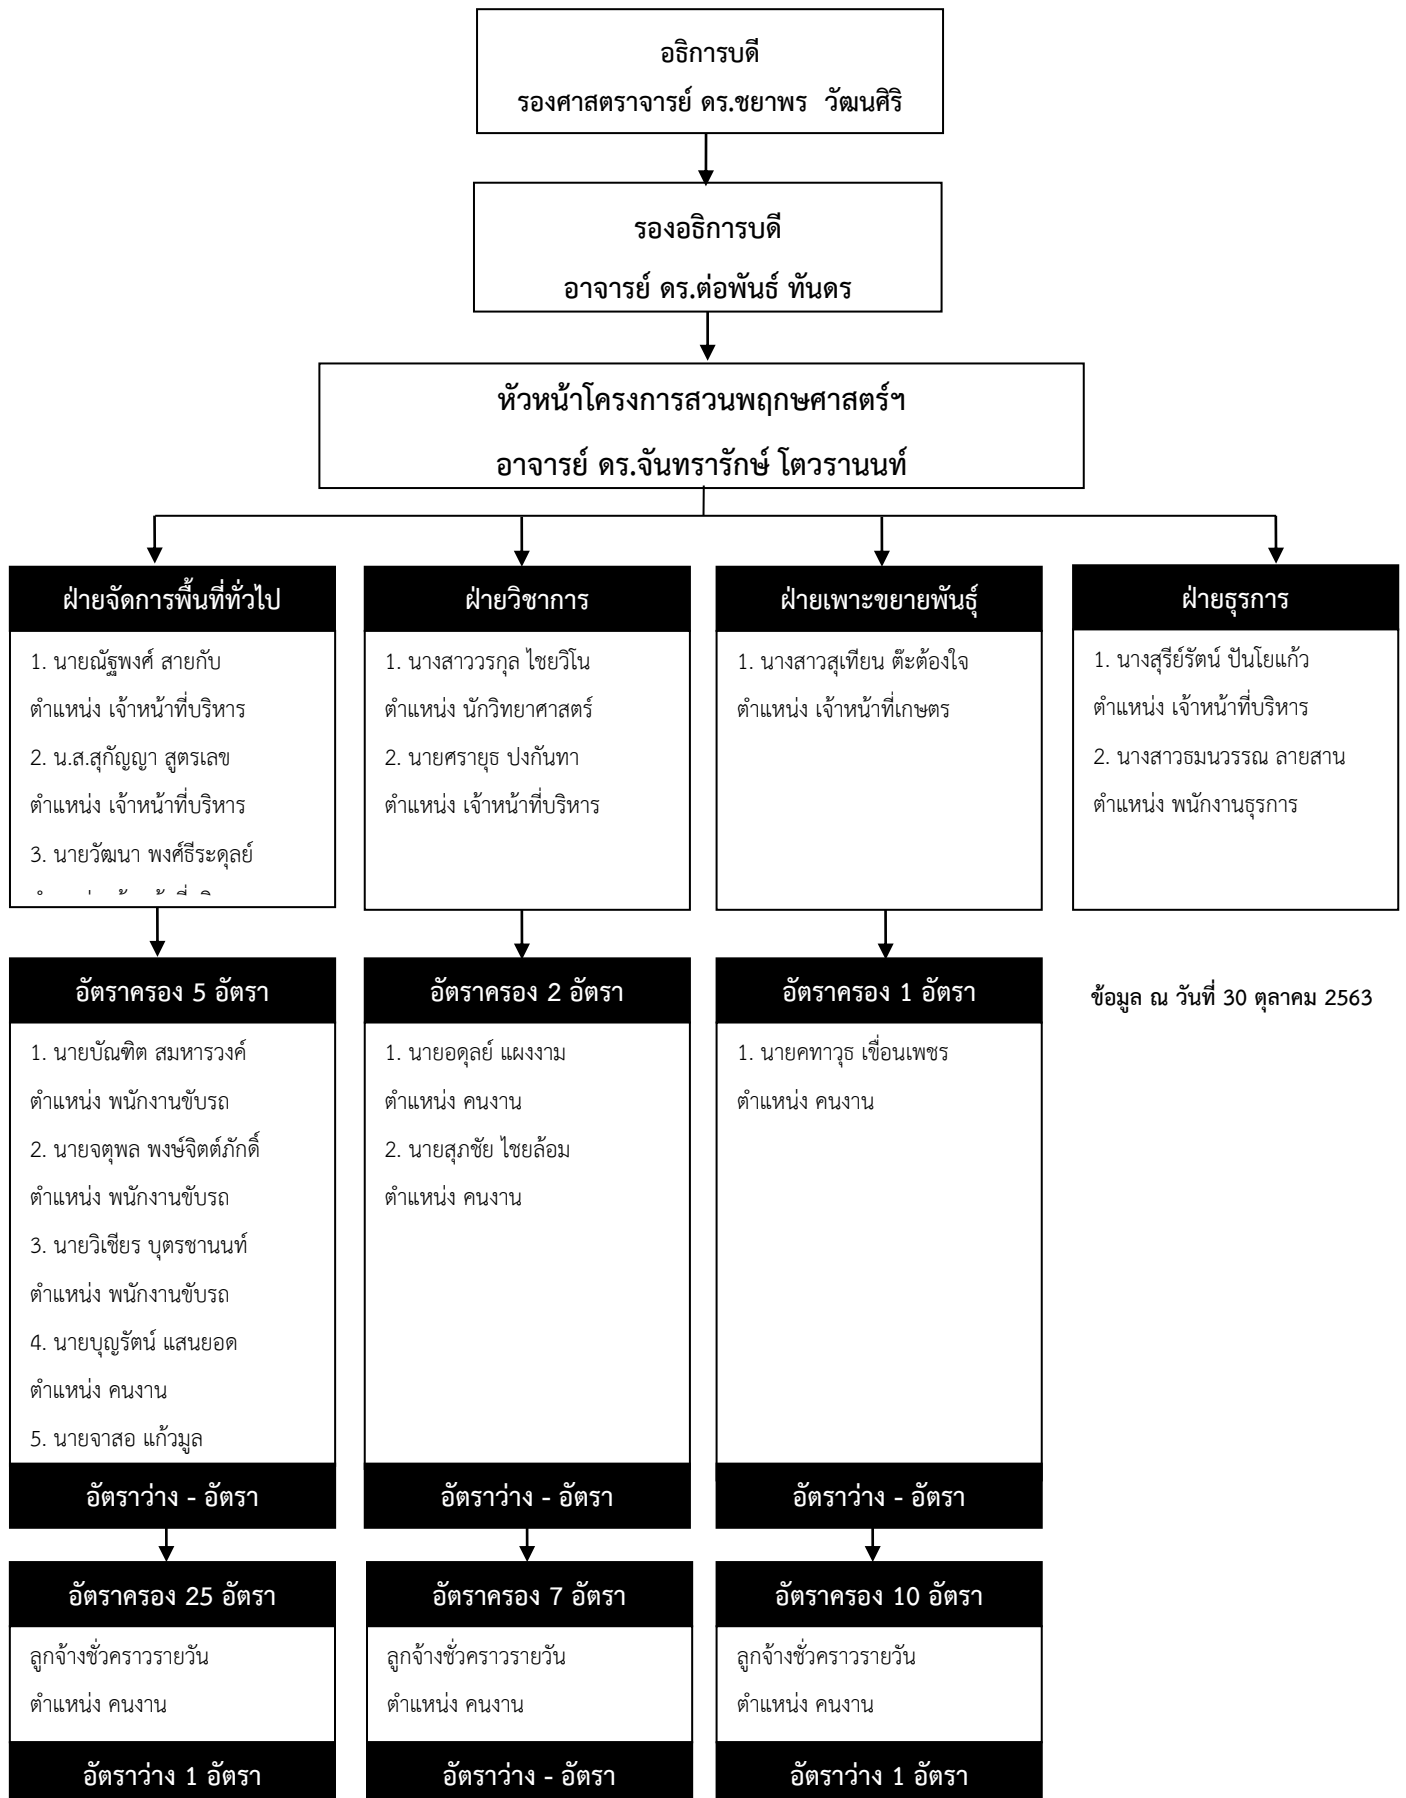 อธิการบดี
รองศาสตราจารย์ ดร.ชยาพร  วัฒนศิริ
รองอธิการบดี
อาจารย์ ดร.ต่อพันธ์ ทันดร
หัวหน้าโครงการสวนพฤกษศาสตร์ฯ
อาจารย์ ดร.จันทรารักษ์ โตวรานนท์
ฝ่ายจัดการพื้นที่ทั่วไป
1. นายณัฐพงศ์ สายกับ
ตำแหน่ง เจ้าหน้าที่บริหาร
2. น.ส.สุกัญญา สูตรเลข
ตำแหน่ง เจ้าหน้าที่บริหาร
3. นายวัฒนา พงศ์ธีระดุลย์
ฝ่ายวิชาการ
1. นางสาววรกุล ไชยวิโน
ตำแหน่ง นักวิทยาศาสตร์
2. นายศรายุธ ปงกันทา
ตำแหน่ง เจ้าหน้าที่บริหาร
ฝ่ายเพาะขยายพันธุ์
1. นางสาวสุเทียน ต๊ะต้องใจ
ตำแหน่ง เจ้าหน้าที่เกษตร
ฝ่ายธุรการ
1. นางสุรีย์รัตน์ ปันโยแก้ว
ตำแหน่ง เจ้าหน้าที่บริหาร
2. นางสาวธมนวรรณ ลายสาน
ตำแหน่ง พนักงานธุรการ
อัตราครอง 5 อัตรา
1. นายบัณฑิต สมหารวงค์
ตำแหน่ง พนักงานขับรถ
2. นายจตุพล พงษ์จิตต์ภักดิ์
ตำแหน่ง พนักงานขับรถ
3. นายวิเชียร บุตรชานนท์
ตำแหน่ง พนักงานขับรถ
4. นายบุญรัตน์ แสนยอด
ตำแหน่ง คนงาน
5. นายจาสอ แก้วมูล
อัตราว่าง - อัตรา
อัตราครอง 2 อัตรา
1. นายอดุลย์ แผงงาม
ตำแหน่ง คนงาน
2. นายสุภชัย ไชยล้อม
ตำแหน่ง คนงาน
อัตราว่าง - อัตรา
อัตราครอง 1 อัตรา
1. นายคทาวุธ เขื่อนเพชร
ตำแหน่ง คนงาน
อัตราว่าง - อัตรา
ข้อมูล ณ วันที่ 30 ตุลาคม 2563
อัตราครอง 25 อัตรา
ลูกจ้างชั่วคราวรายวัน
ตำแหน่ง คนงาน
อัตราว่าง 1 อัตรา
อัตราครอง 7 อัตรา
ลูกจ้างชั่วคราวรายวัน
ตำแหน่ง คนงาน
อัตราว่าง - อัตรา
อัตราครอง 10 อัตรา
ลูกจ้างชั่วคราวรายวัน
ตำแหน่ง คนงาน
อัตราว่าง 1 อัตรา